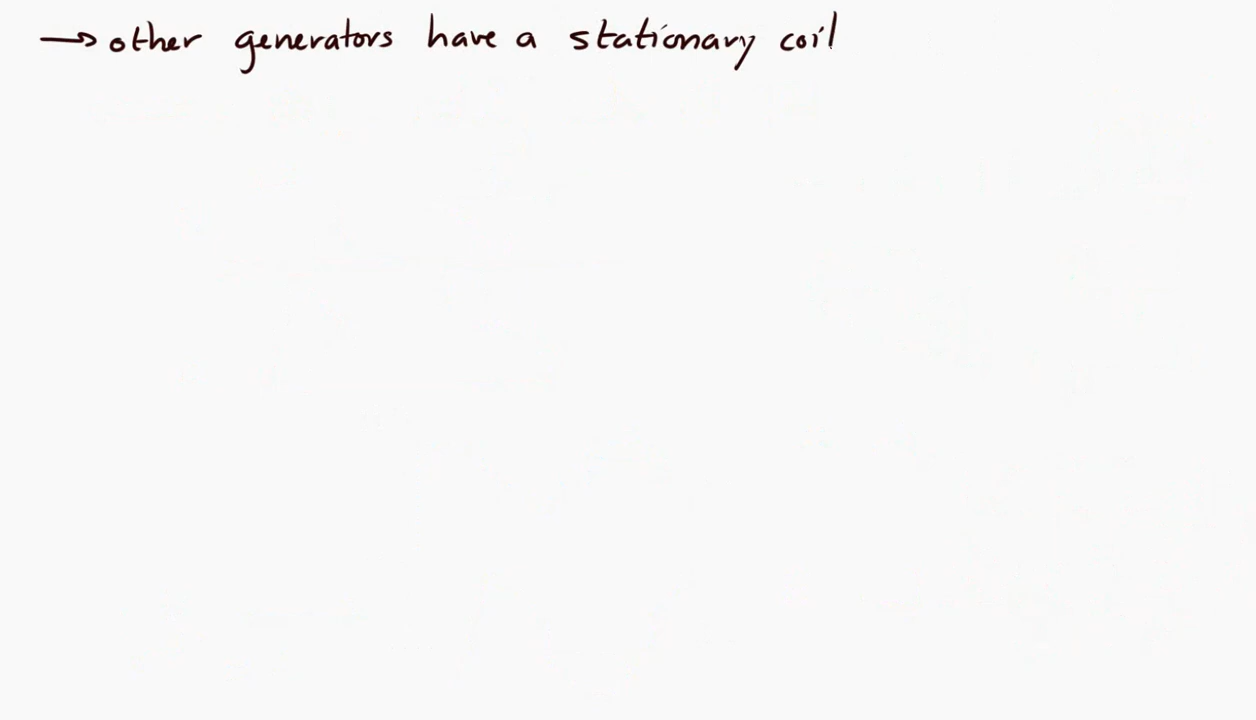 → other generators have a stationary coil